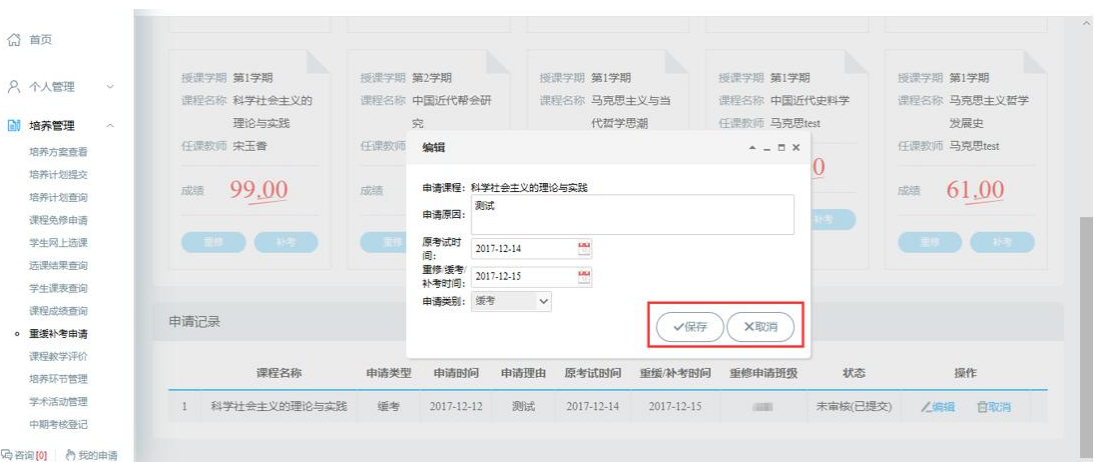 首页
个人管理
培养管理
培养方案查看
培养计划提交
培养计划查询
课程免修申请
学生网上选课
选课结果查询
学生课表查询
课程成绩查询
重缓补考申请
课程教学评价
培养环节管理
学术活动管理
中期考核登记
咨询[0] 我的申请
授课学期 第1学期
课程名称 科学社会主义的
理论与实践
任课教师 宋玉香
成绩 99.00
重修 补考
授课学期 第2学期
课程名称 中国近代帮会研
究
任课教师
成绩
重修
授课学期 第1学期
课程名称 马克思主义与当
代哲学思潮
授课学期 第1学期
课程名称 中国近代史料学
任课教师 马克思test
0
补考
授课学期 第1学期
课程名称 马克思主义哲学
发展史
任课教师 马克思test
成绩 61.00
重修 补考
编辑
申请课程: 科学社会主义的理论与实践
申请原因: 测试
原考试时
间: 2017-12-14
重修/缓考/
补考时间: 2017-12-15
申请类别: 缓考
保存 取消
申请记录
课程名称 申请类型 申请时间 申请理由 原考试时间 重缓/补考时间 重修申请班级 状态 操作
1 科学社会主义的理论与实践 缓考 2017-12-12 测试 2017-12-14 2017-12-15 未审核(已提交) 编辑 取消